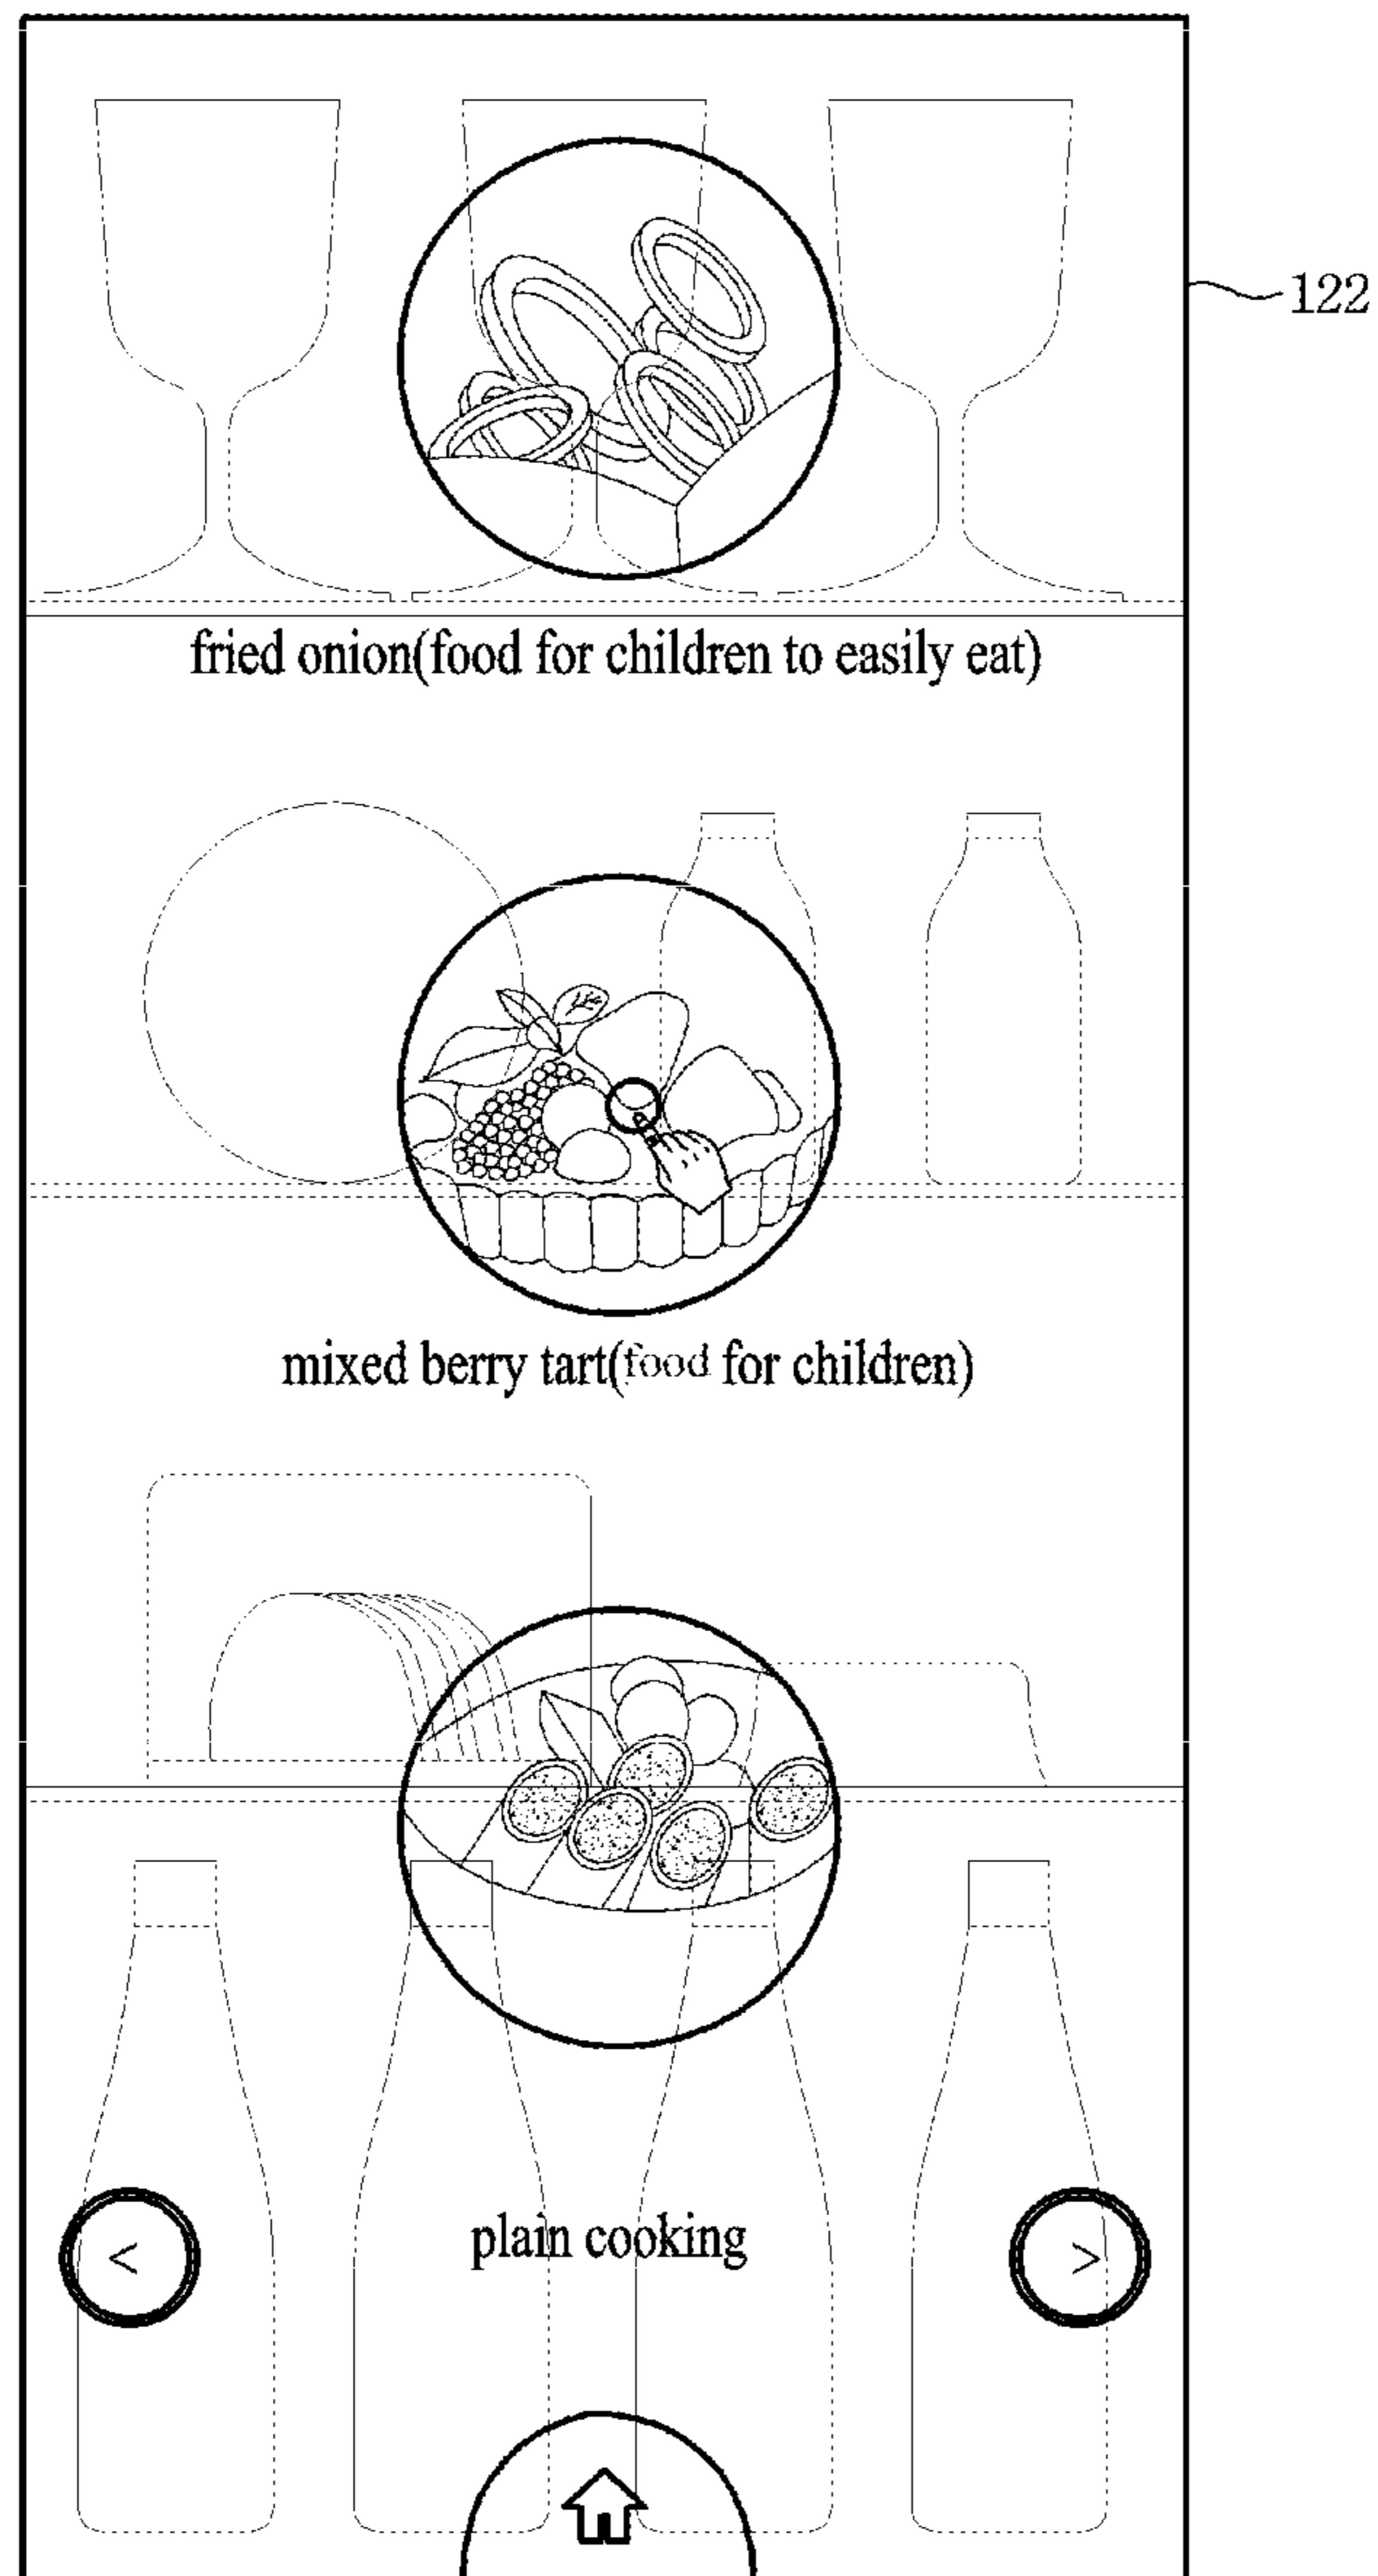 122
fried onion(food for children to easily eat)
mixed berry tart(food for children)
plain cooking
< >